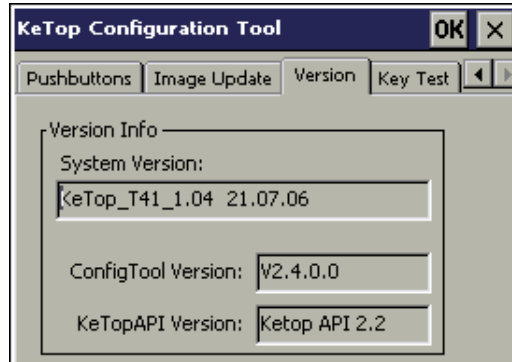 KeTop Configuration Tool OK ×
Pushbuttons Image Update Version Key Test
Version Info
System Version:
KeTop_T41_1.04 21.07.06
ConfigTool Version: V2.4.0.0
KeTopAPI Version: Ketop API 2.2